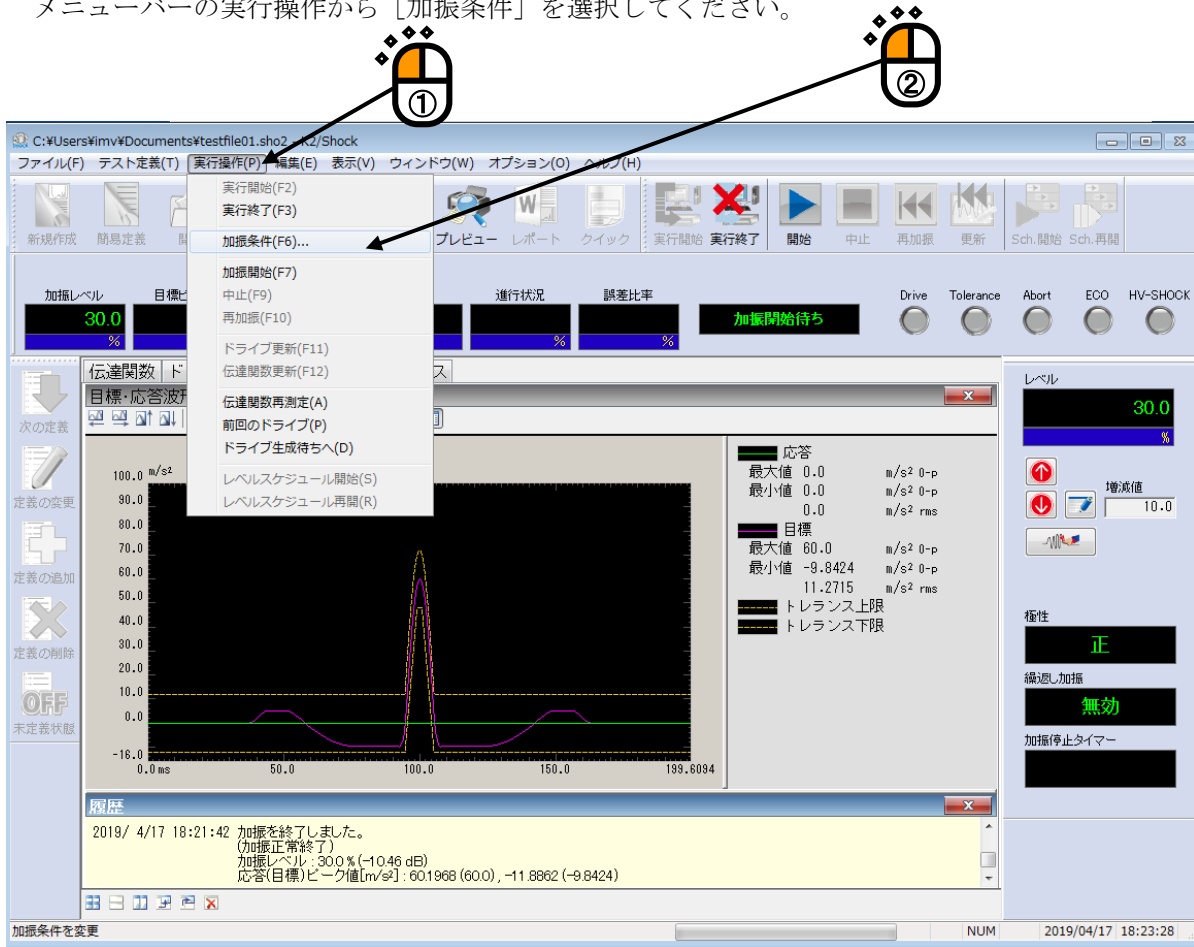 メニューバーの実行操作から［加振条件］を選択してください。
① ②
C:¥Users¥imv¥Documents¥testfile01.sho2 - K2/Shock
ファイル(F) テスト定義(T) 実行操作(P) 編集(E) 表示(V) ウィンドウ(W) オプション(O) ヘルプ(H)
実行開始(F2)
実行終了(F3)
加振条件(F6)...
加振開始(F7)
中止(F9)
再加振(F10)
ドライブ更新(F11)
伝達関数更新(F12)
伝達関数再測定(A)
前回のドライブ(P)
ドライブ生成待ちへ(D)
レベルスケジュール開始(S)
レベルスケジュール再開(R)
新規作成 簡易定義 プレビュー レポート クイック 実行開始 実行終了 開始 中止 再加振 更新 Sch.開始 Sch.再開
加振レベル 目標ピ 進行状況 誤差比率 Drive Tolerance Abort ECO HV-SHOCK
30.0 加振開始待ち
% % %
伝達関数 ド ス
目標・応答波形
次の定義
定義の変更
定義の追加
定義の削除
OFF
未定義状態
100.0 m/s²
90.0
80.0
70.0
60.0
50.0
40.0
30.0
20.0
10.0
0.0
-16.0
0.0ms 50.0 100.0 150.0 199.6094
応答
最大値 0.0 m/s² 0-p
最小値 0.0 m/s² 0-p
0.0 m/s² rms
目標
最大値 60.0 m/s² 0-p
最小値 -9.8424 m/s² 0-p
11.2715 m/s² rms
トレランス上限
トレランス下限
レベル
30.0
%
増減値
10.0
極性
正
繰返し加振
無効
加振停止タイマー
履歴
2019/ 4/17 18:21:42 加振を終了しました。
(加振正常終了)
加振レベル : 30.0 % (-10.46 dB)
応答(目標)ピーク値[m/s²] : 60.1968 (60.0) , -11.8862 (-9.8424)
加振条件を変更 NUM 2019/04/17 18:23:28